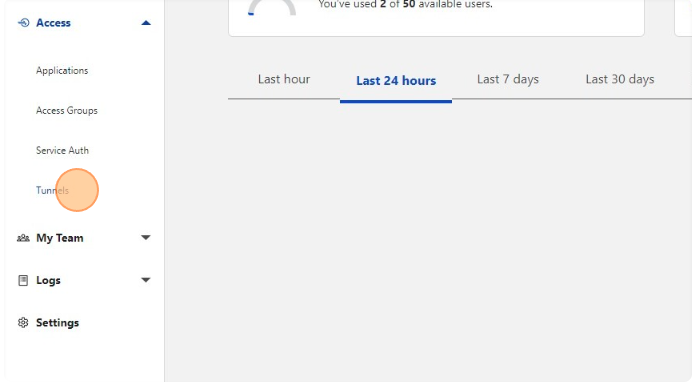 Access
Applications
Access Groups
Service Auth
Tunnels
My Team
Logs
Settings
You've used 2 of 50 available users.
Last hour
Last 24 hours
Last 7 days
Last 30 days